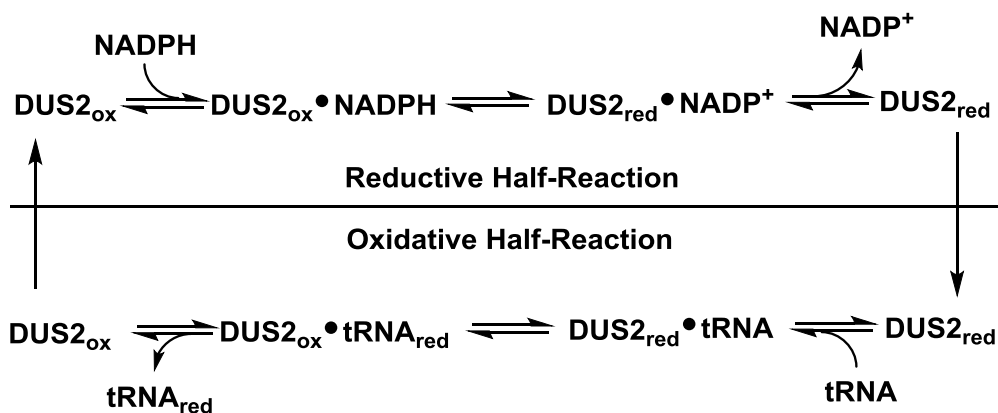 NADPH
NADP⁺
DUS2ox
DUS2ox•NADPH
DUS2red•NADP⁺
DUS2red
Reductive Half-Reaction
Oxidative Half-Reaction
DUS2ox
DUS2ox•tRNAred
DUS2red•tRNA
DUS2red
tRNAred
tRNA